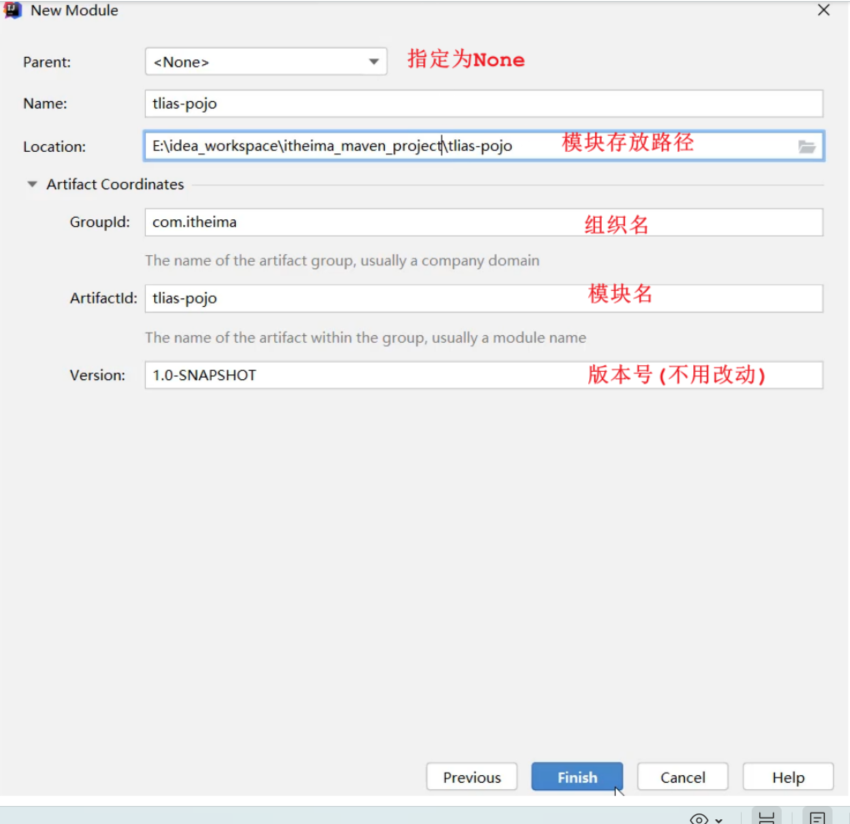 New Module
Parent: <None> 指定为None
Name: tlias-pojo
Location: E:\idea_workspace\itheima_maven_project\tlias-pojo 模块存放路径
Artifact Coordinates
GroupId: com.itheima 组织名
The name of the artifact group, usually a company domain
ArtifactId: tlias-pojo 模块名
The name of the artifact within the group, usually a module name
Version: 1.0-SNAPSHOT 版本号(不用改动)
Previous Finish Cancel Help